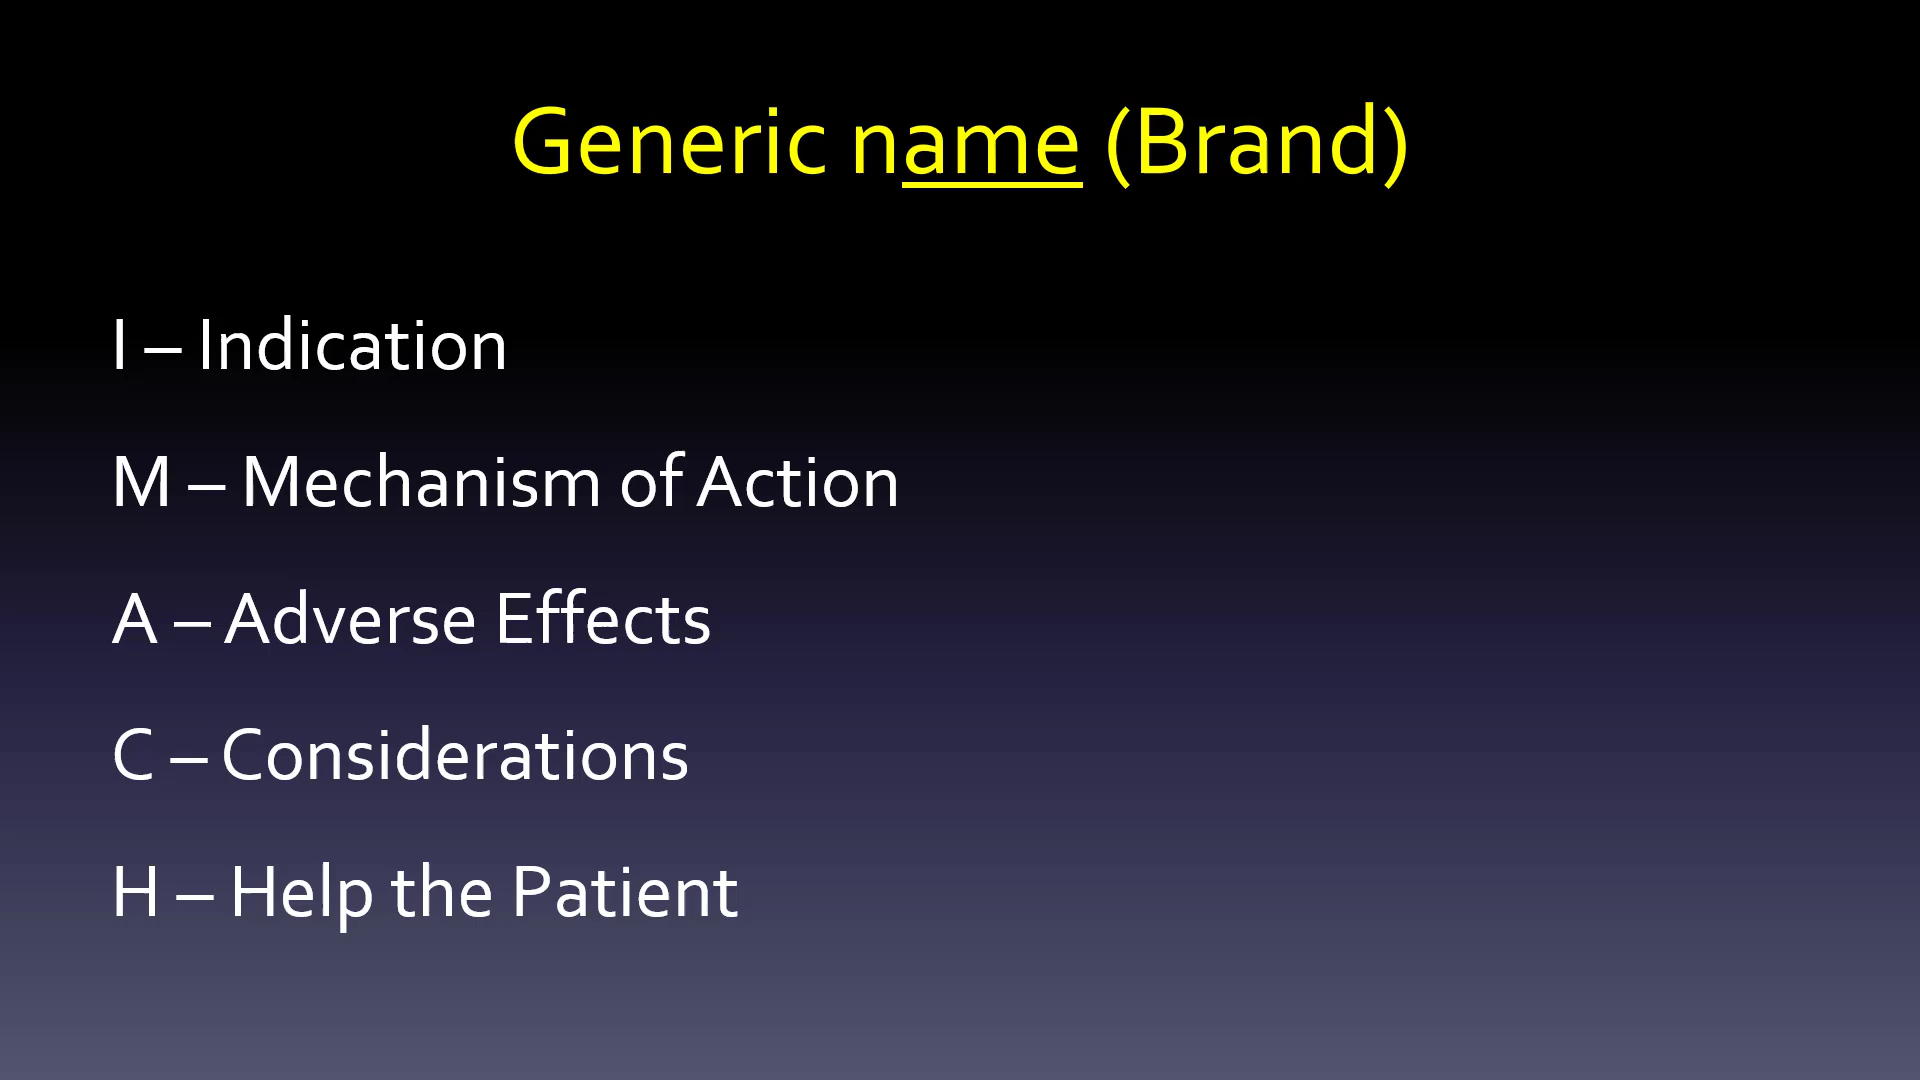 Generic name (Brand)
I – Indication
M – Mechanism of Action
A – Adverse Effects
C – Considerations
H – Help the Patient